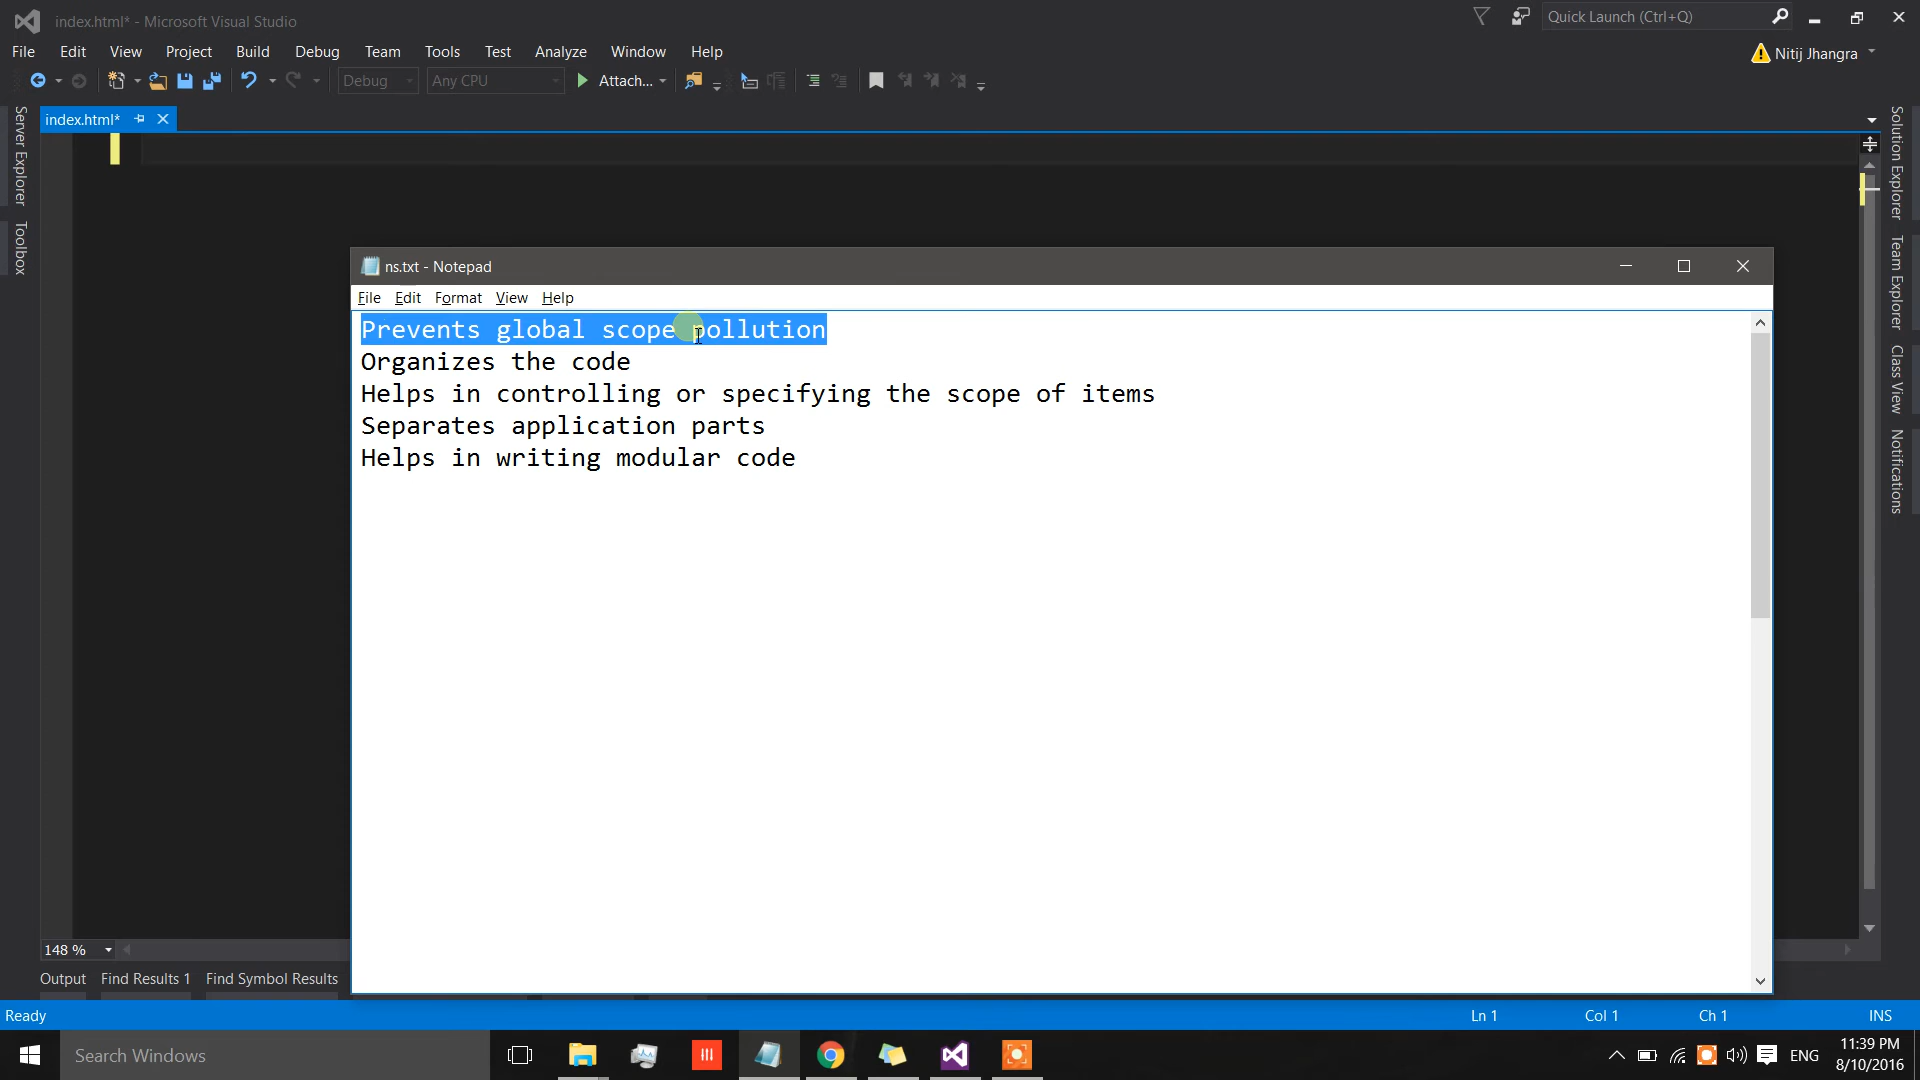 index.html* - Microsoft Visual Studio
Quick Launch (Ctrl+Q)
File Edit View Project Build Debug Team Tools Test Analyze Window Help
Nitij Jhangra
Debug Any CPU Attach...
index.html*
Server Explorer
Toolbox
Solution Explorer
Team Explorer
Class View
Notifications
ns.txt - Notepad
File Edit Format View Help
Prevents global scope pollution
Organizes the code
Helps in controlling or specifying the scope of items
Separates application parts
Helps in writing modular code
148 %
Output Find Results 1 Find Symbol Results
Ready Ln 1 Col 1 Ch 1 INS
Search Windows
ENG
11:39 PM
8/10/2016